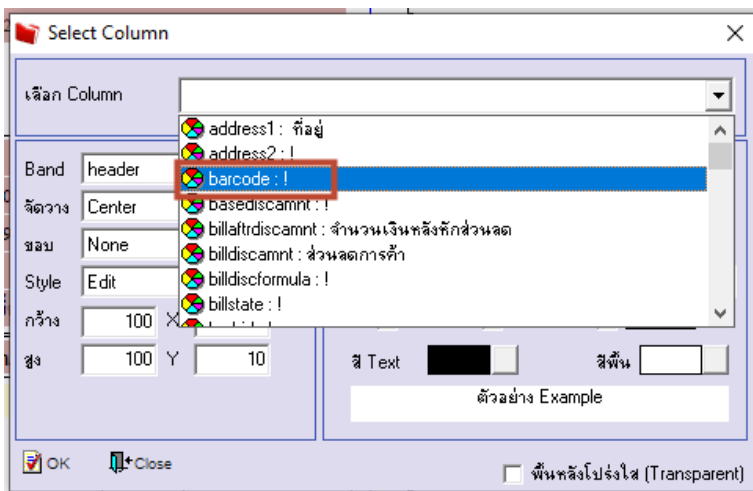 Select Column
เลือก Column
address1 : ที่อยู่
address2 : !
barcode : !
basediscamnt : !
billaftrdiscamnt : จำนวนเงินหลังหักส่วนลด
billdiscamnt : ส่วนลดการค้า
billdiscformula : !
billstate : !
Band header
จัดวาง Center
ขอบ None
Style Edit
กว้าง 100 X
สูง 100 Y 10
สี Text
สีพื้น
ตัวอย่าง Example
OK Close
พื้นหลังโปร่งใส (Transparent)